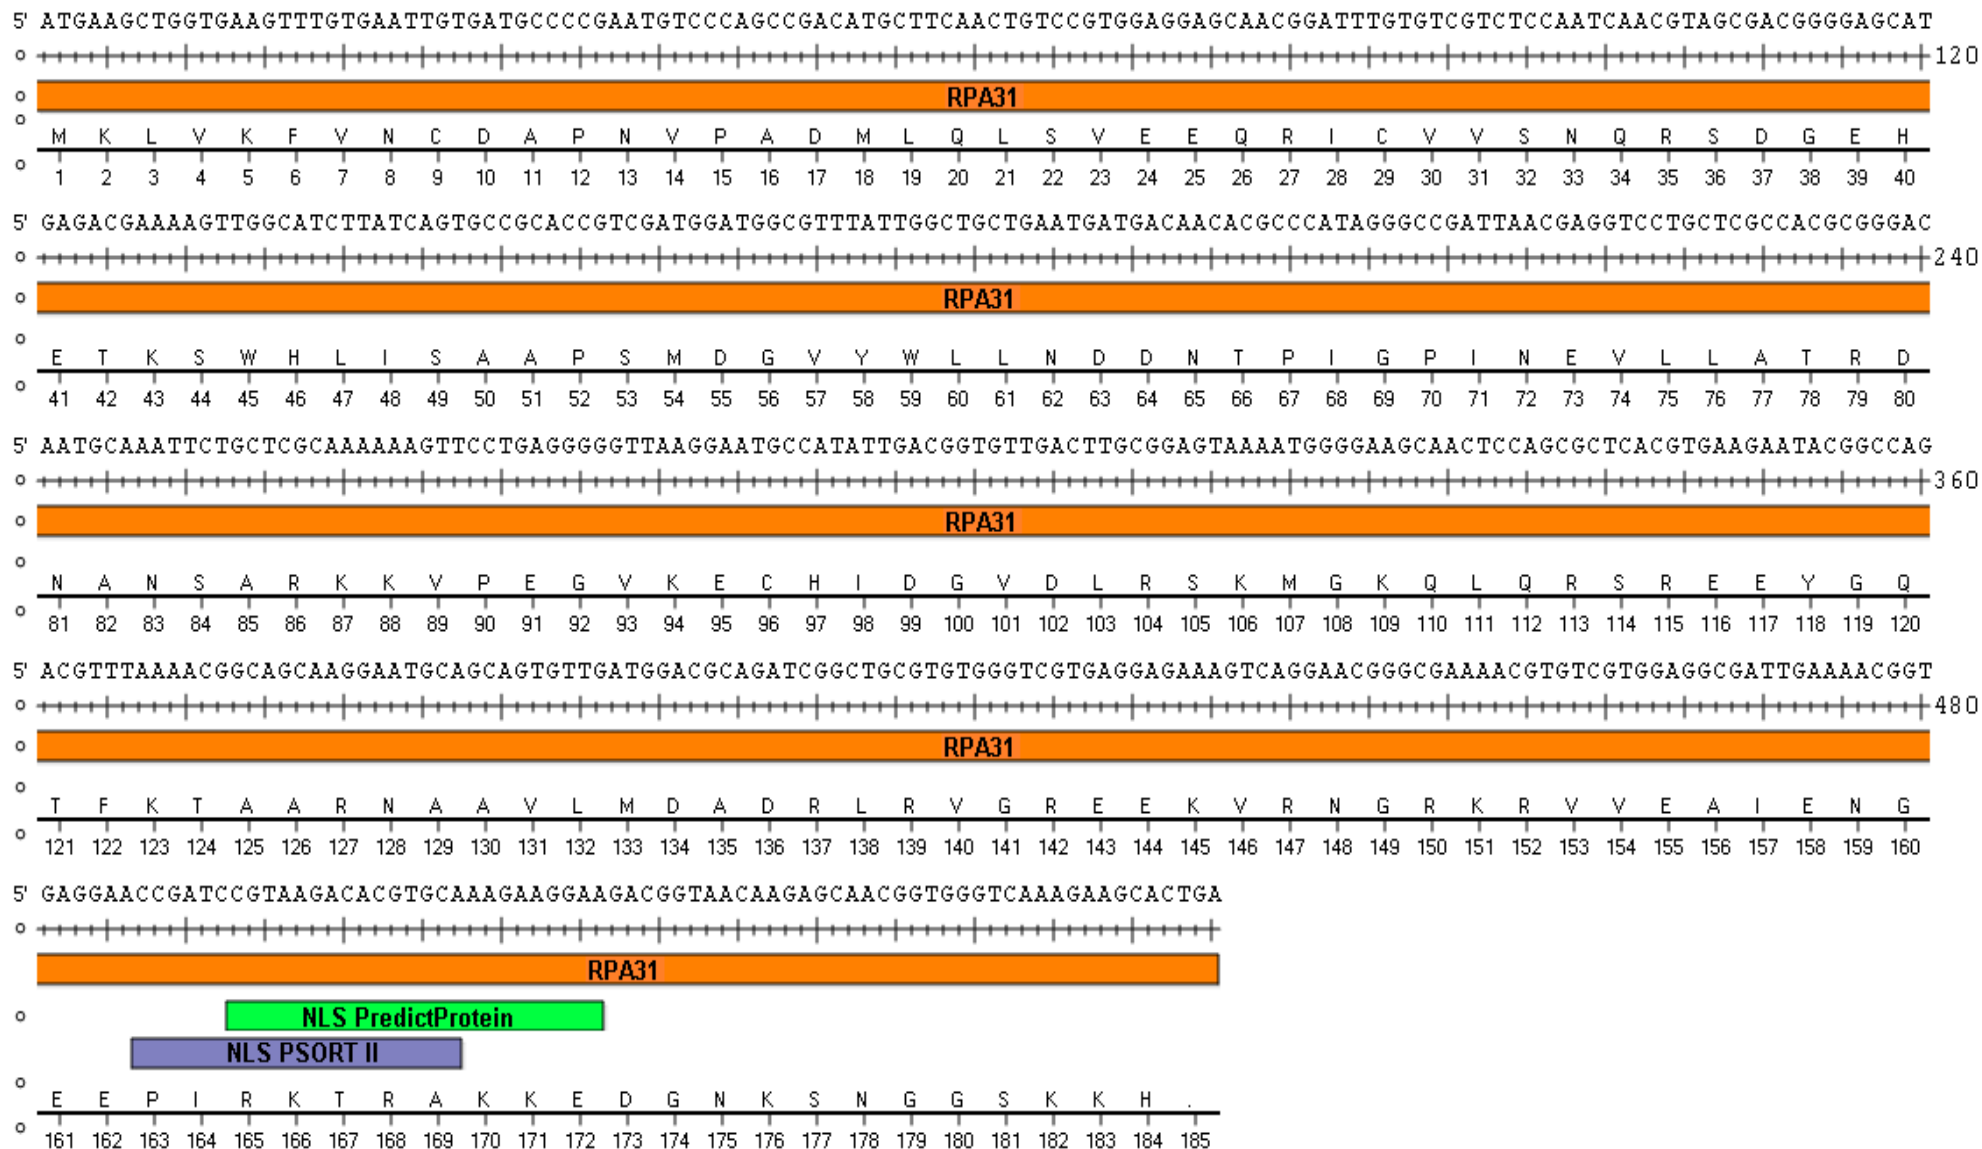 5' ATGAAGCTGGTGAAGTTTGTGAATTGTGATGCCCCGAATGTCCCAGCCGACATGCTTCAACTGTCCGTGGAGGAGCAACGGATTTGTGTCGTCTCCAATCAACGTAGCGACGGGGAGCAT
120
RPA31
M K L V K F V N C D A P N V P A D M L Q L S V E E Q R I C V V S N Q R S D G E H
1 2 3 4 5 6 7 8 9 10 11 12 13 14 15 16 17 18 19 20 21 22 23 24 25 26 27 28 29 30 31 32 33 34 35 36 37 38 39 40
5' GAGACGAAAAGTTGGCATCTTATCAGTGCCGCACCGTCGATGGATGGCGTTTATTGGCTGCTGAATGATGACAACACGCCCATAGGGCCGATTAACGAGGTCCTGCTCGCCACGCGGGAC
240
RPA31
E T K S W H L I S A A P S M D G V Y W L L N D D N T P I G P I N E V L L A T R D
41 42 43 44 45 46 47 48 49 50 51 52 53 54 55 56 57 58 59 60 61 62 63 64 65 66 67 68 69 70 71 72 73 74 75 76 77 78 79 80
5' AATGCAAATTCTGCTCGCAAAAAAGTTCCTGAGGGGGTTAAGGAATGCCATATTGACGGTGTTGACTTGCGGAGTAAAATGGGGAAGCAACTCCAGCGCTCACGTGAAGAATACGGCCAG
360
RPA31
N A N S A R K K V P E G V K E C H I D G V D L R S K M G K Q L Q R S R E E Y G Q
81 82 83 84 85 86 87 88 89 90 91 92 93 94 95 96 97 98 99 100 101 102 103 104 105 106 107 108 109 110 111 112 113 114 115 116 117 118 119 120
5' ACGTTTAAAACGGCAGCAAGGAATGCAGCAGTGTTGATGGACGCAGATCGGCTGCGTGTGGGTCGTGAGGAGAAAGTCAGGAACGGGCGAAAACGTGTCGTGGAGGCGATTGAAAACGGT
480
RPA31
T F K T A A R N A A V L M D A D R L R V G R E E K V R N G R K R V V E A I E N G
121 122 123 124 125 126 127 128 129 130 131 132 133 134 135 136 137 138 139 140 141 142 143 144 145 146 147 148 149 150 151 152 153 154 155 156 157 158 159 160
5' GAGGAACCGATCCGTAAGACACGTGCAAAGAAGGAAGACGGTAACAAGAGCAACGGTGGGTCAAAGAAGCACTGA
RPA31
NLS PredictProtein
NLS PSORT II
E E P I R K T R A K K E D G N K S N G G S K K H .
161 162 163 164 165 166 167 168 169 170 171 172 173 174 175 176 177 178 179 180 181 182 183 184 185